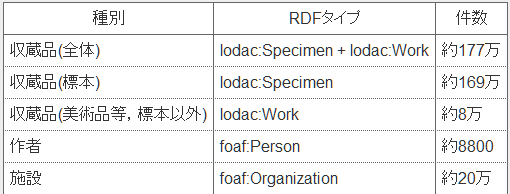 種別 RDFタイプ 件数
収蔵品(全体) lodac:Specimen + lodac:Work 約177万
収蔵品(標本) lodac:Specimen 約169万
収蔵品(美術品等，標本以外) lodac:Work 約8万
作者 foaf:Person 約8800
施設 foaf:Organization 約20万